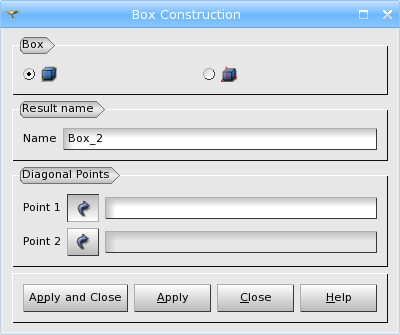 Box Construction
Box
Result name
Name Box_2
Diagonal Points
Point 1
Point 2
Apply and Close Apply Close Help